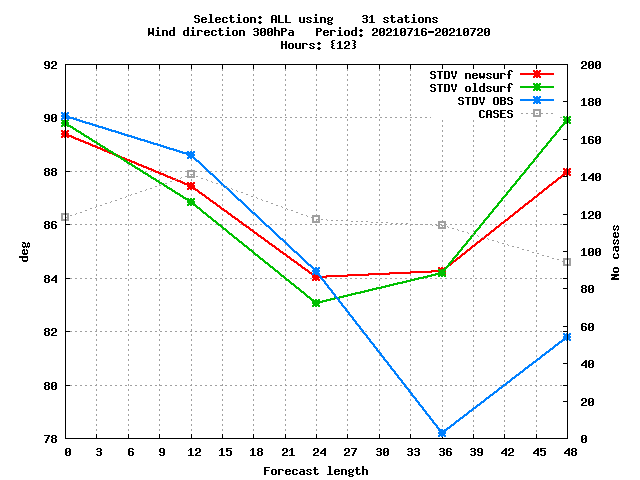 Selection: ALL using    31 stations
Wind direction 300hPa   Period: 20210716-20210720
Hours: {12}
STDV newsurf
STDV oldsurf
STDV OBS
CASES
92
90
88
86
84
82
80
78
deg
200
180
160
140
120
100
80
60
40
20
0
No cases
0 3 6 9 12 15 18 21 24 27 30 33 36 39 42 45 48
Forecast length